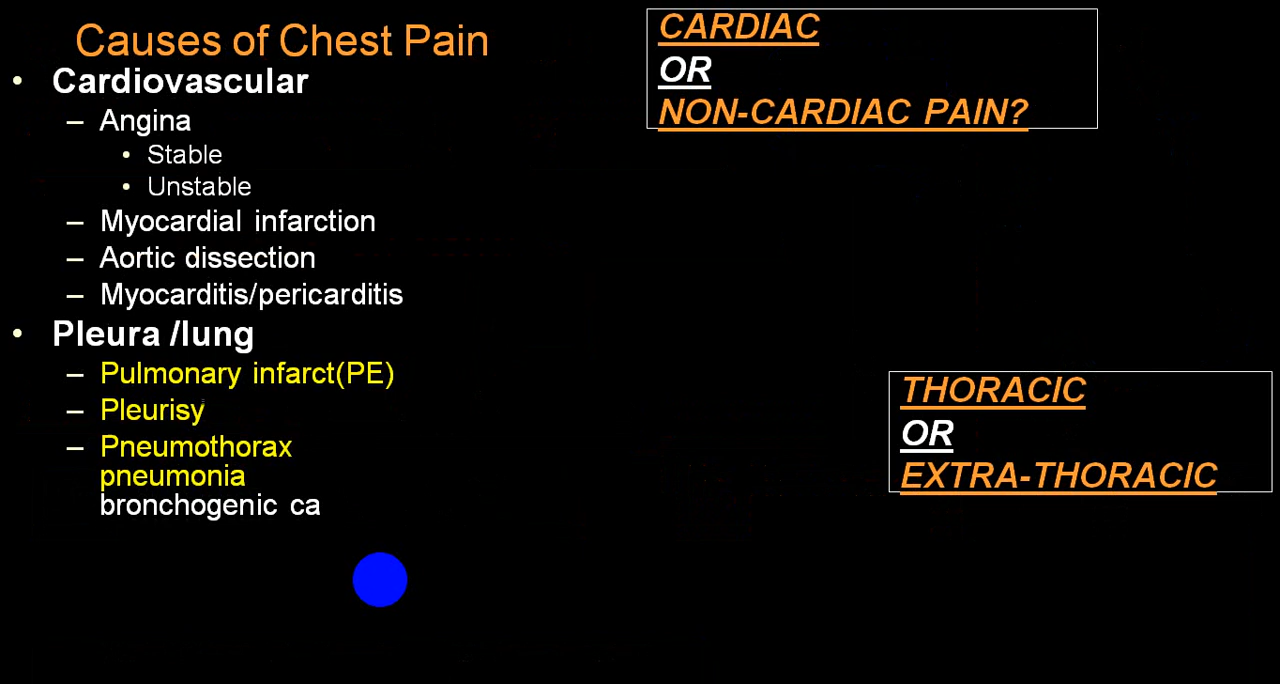 Causes of Chest Pain
• Cardiovascular
– Angina
• Stable
• Unstable
– Myocardial infarction
– Aortic dissection
– Myocarditis/pericarditis
• Pleura /lung
– Pulmonary infarct(PE)
– Pleurisy
– Pneumothorax
pneumonia
bronchogenic ca
CARDIAC
OR
NON-CARDIAC PAIN?
THORACIC
OR
EXTRA-THORACIC